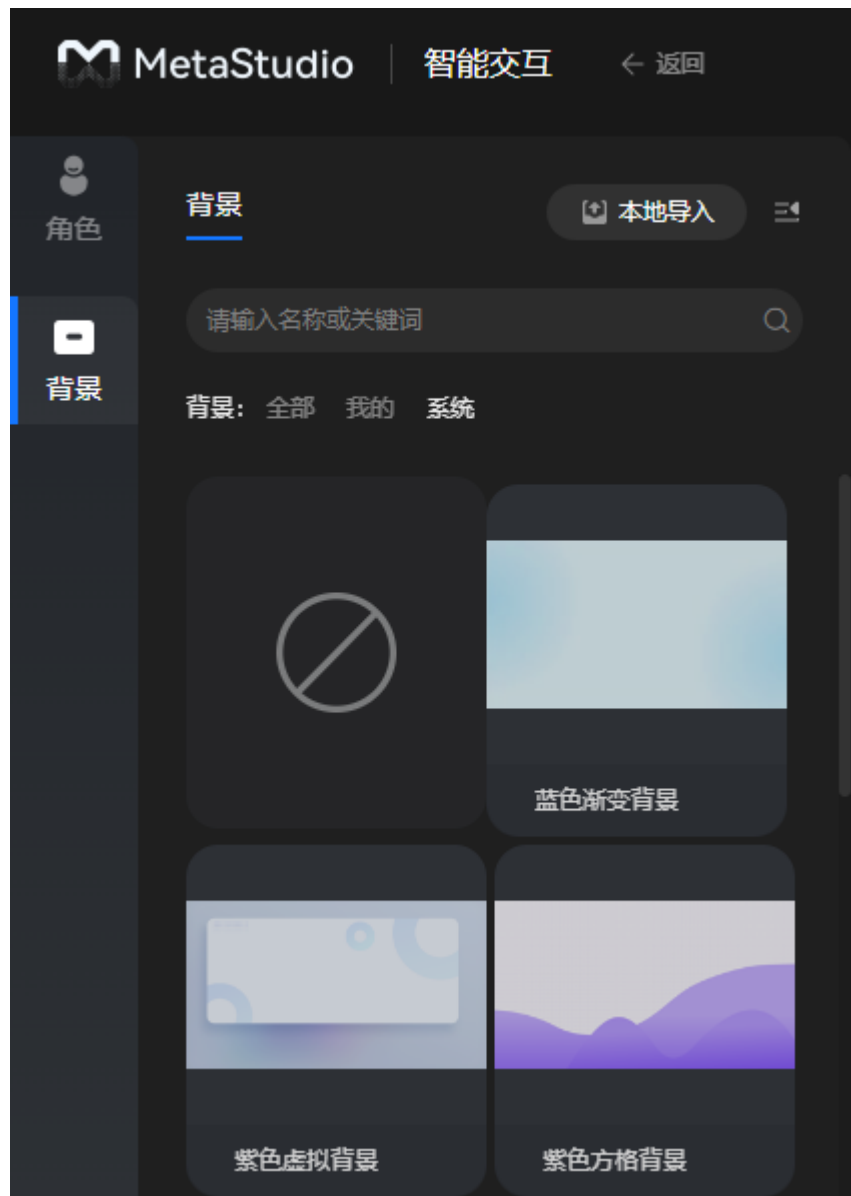 MetaStudio 智能交互 返回
角色
背景 本地导入
请输入名称或关键词
背景
背景: 全部 我的 系统
蓝色渐变背景
紫色虚拟背景 紫色方格背景